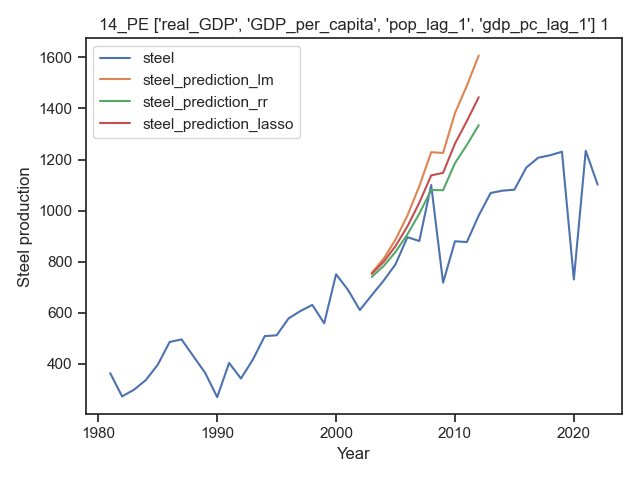 14_PE ['real_GDP', 'GDP_per_capita', 'pop_lag_1', 'gdp_pc_lag_1'] 1
steel
steel_prediction_lm
steel_prediction_rr
steel_prediction_lasso
Steel production
1600
1400
1200
1000
800
600
400
1980
1990
2000
2010
2020
Year